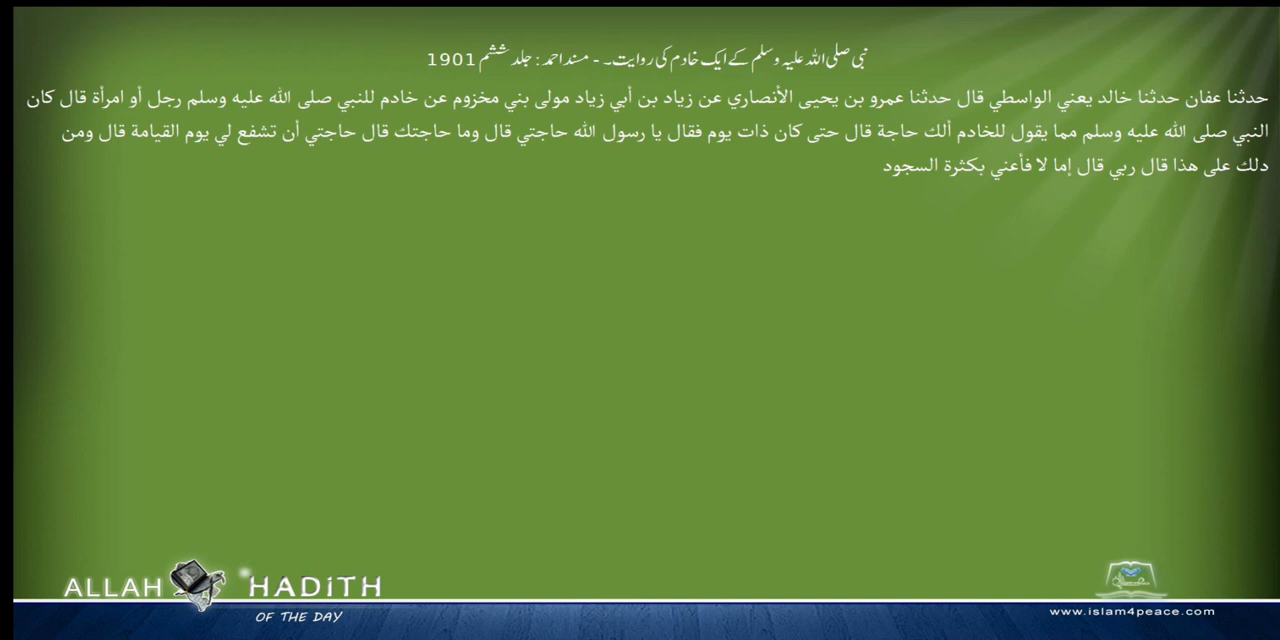 نبی صلی اللہ علیہ وسلم کے ایک خادم کی روایت۔ - مسند احمد : جلد ششم 1901
حدثنا عفان حدثنا خالد يعني الواسطي قال حدثنا عمرو بن يحيى الأنصاري عن زياد بن أبي زياد مولى بني مخزوم عن خادم للنبي صلى الله عليه وسلم رجل أو امرأة قال كان
النبي صلى الله عليه وسلم مما يقول للخادم ألك حاجة قال حتى كان ذات يوم فقال يا رسول الله حاجتي قال وما حاجتك قال حاجتي أن تشفع لي يوم القيامة قال ومن
دلك على هذا قال ربي قال إما لا فأعني بكثرة السجود
ALLAH HADiTH
OF THE DAY
www.islam4peace.com